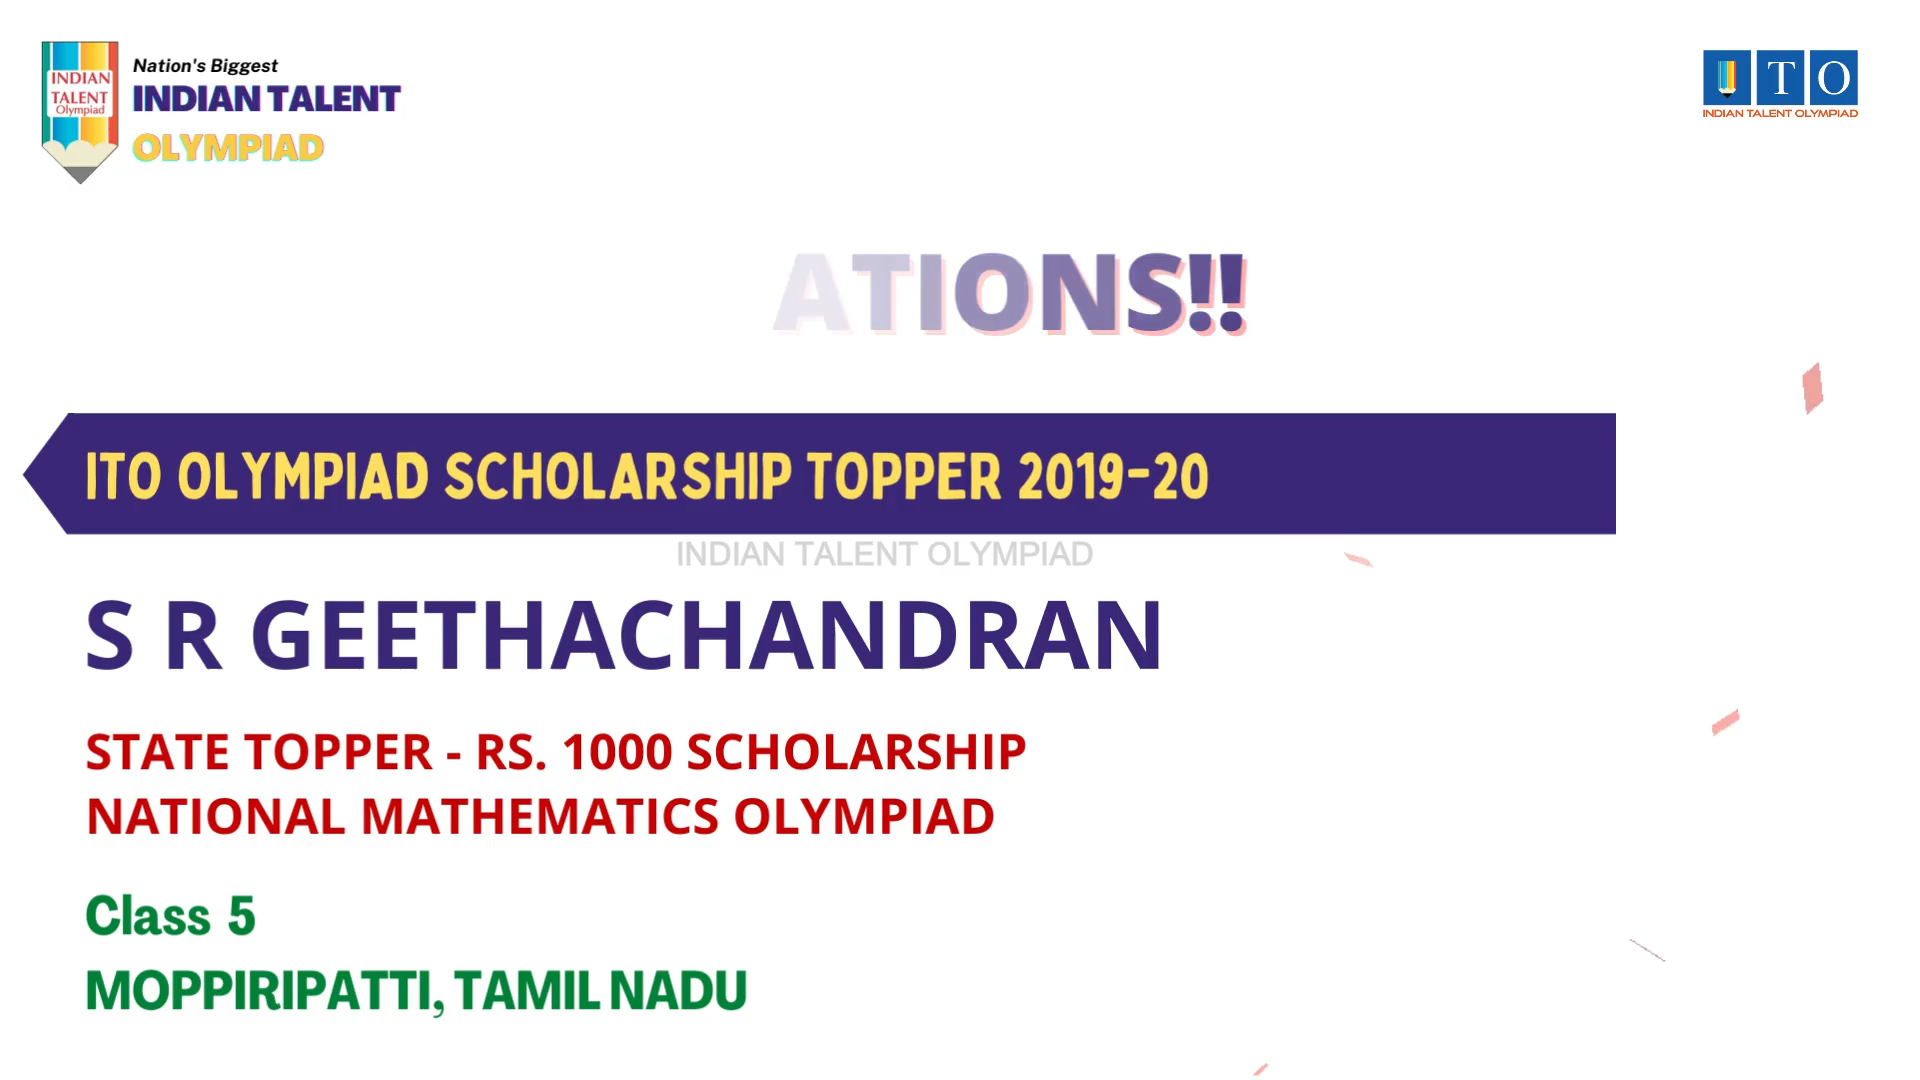 Nation's Biggest
INDIAN TALENT
OLYMPIAD
INDIAN
TALENT
Olympiad
TO
INDIAN TALENT OLYMPIAD
ATIONS!!
ITO OLYMPIAD SCHOLARSHIP TOPPER 2019-20
INDIAN TALENT OLYMPIAD
S R GEETHACHANDRAN
STATE TOPPER - RS. 1000 SCHOLARSHIP
NATIONAL MATHEMATICS OLYMPIAD
Class 5
MOPPIRIPATTI, TAMIL NADU